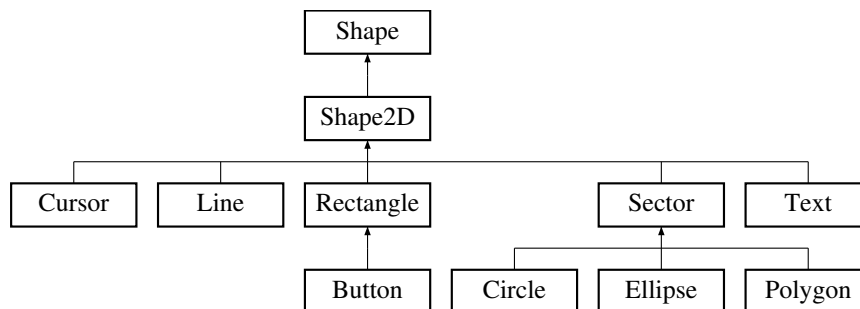 Shape
Shape2D
Cursor
Line
Rectangle
Sector
Text
Button
Circle
Ellipse
Polygon